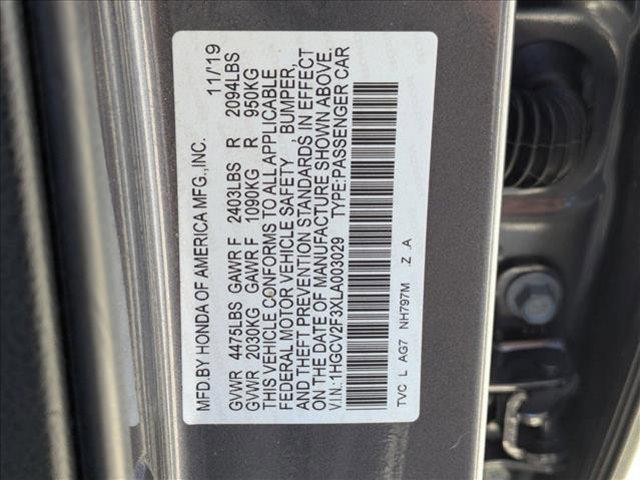 MFD.BY HONDA OF AMERICA MFG.,INC. 11/'19
GVWR 4475LBS GAWR F 2403LBS R 2094LBS
GVWR 2030KG GAWR F 1090KG R 950KG
THIS VEHICLE CONFORMS TO ALL APPLICABLE
FEDERAL MOTOR VEHICLE SAFETY, BUMPER,
AND THEFT PREVENTION STANDARDS IN EFFECT
ON THE DATE OF MANUFACTURE SHOWN ABOVE.
V.I.N.:1HGCV2F3XLA003029 TYPE:PASSENGER CAR
TVC L AG7 NH797M .Z .A